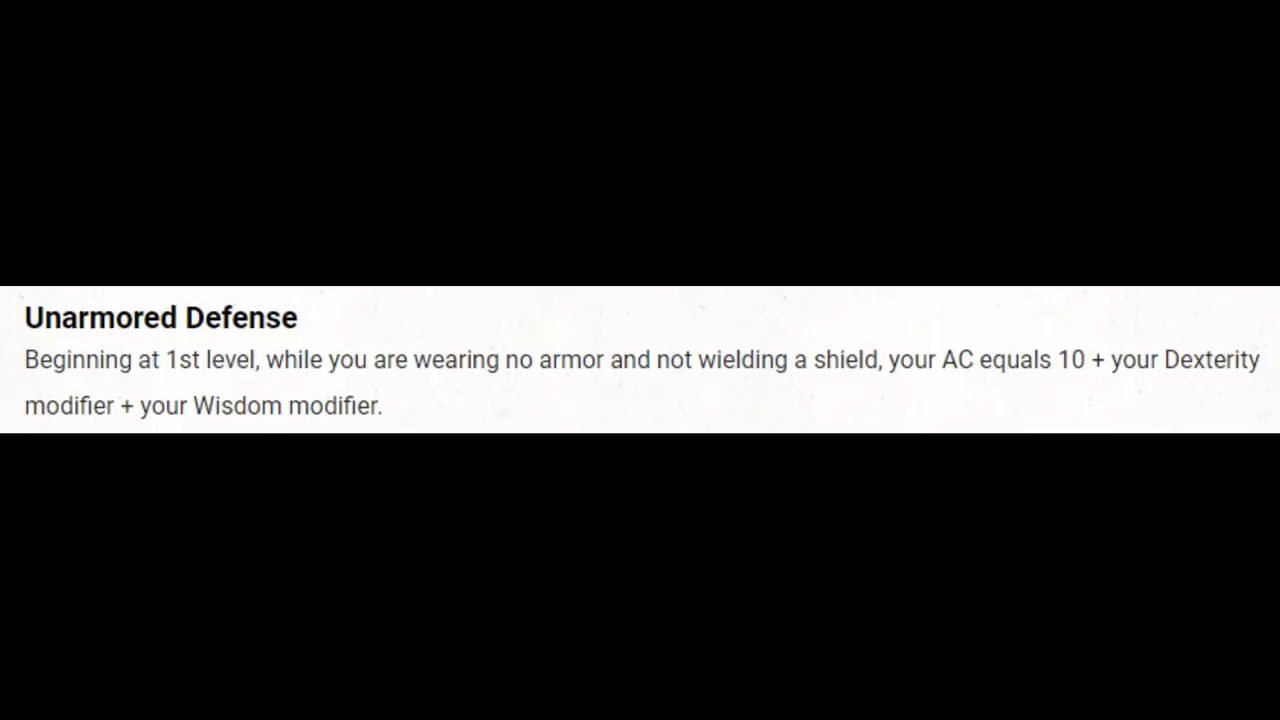 Unarmored Defense
Beginning at 1st level, while you are wearing no armor and not wielding a shield, your AC equals 10 + your Dexterity
modifier + your Wisdom modifier.